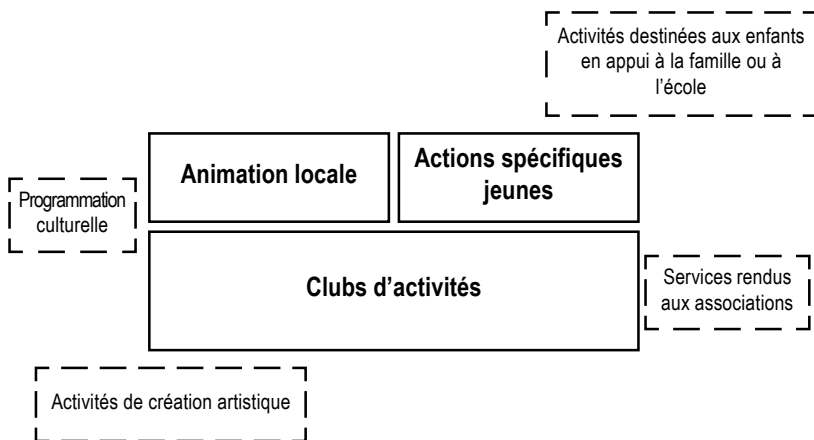 Activités destinées aux enfants
en appui à la famille ou à
l’école
Animation locale
Actions spécifiques
jeunes
Programmation
culturelle
Clubs d’activités
Services rendus
aux associations
Activités de création artistique